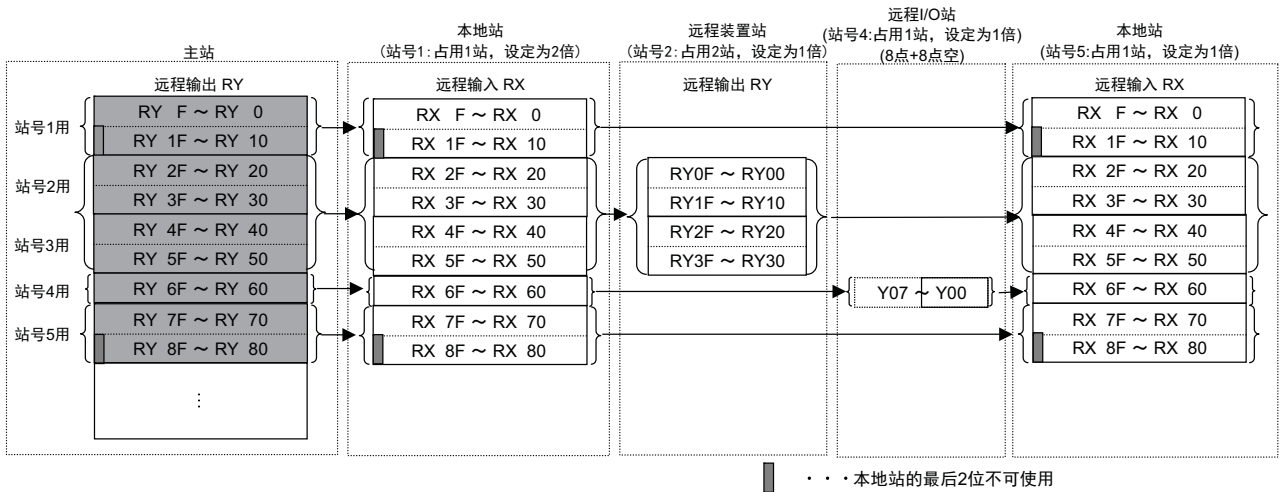 主站
远程输出 RY
站号1用
RY F ~ RY 0
RY 1F ~ RY 10
站号2用
RY 2F ~ RY 20
RY 3F ~ RY 30
站号3用
RY 4F ~ RY 40
RY 5F ~ RY 50
站号4用
RY 6F ~ RY 60
站号5用
RY 7F ~ RY 70
RY 8F ~ RY 80
⋮
本地站
(站号1:占用1站，设定为2倍)
远程输入 RX
RX F ~ RX 0
RX 1F ~ RX 10
RX 2F ~ RX 20
RX 3F ~ RX 30
RX 4F ~ RX 40
RX 5F ~ RX 50
RX 6F ~ RX 60
RX 7F ~ RX 70
RX 8F ~ RX 80
远程装置站
(站号2:占用2站，设定为1倍)
远程输出 RY
RY0F ~ RY00
RY1F ~ RY10
RY2F ~ RY20
RY3F ~ RY30
远程I/O站
(站号4:占用1站，设定为1倍)
(8点+8点空)
Y07 ~ Y00
本地站
(站号5:占用1站，设定为1倍)
远程输入 RX
RX F ~ RX 0
RX 1F ~ RX 10
RX 2F ~ RX 20
RX 3F ~ RX 30
RX 4F ~ RX 40
RX 5F ~ RX 50
RX 6F ~ RX 60
RX 7F ~ RX 70
RX 8F ~ RX 80
・・・本地站的最后2位不可使用